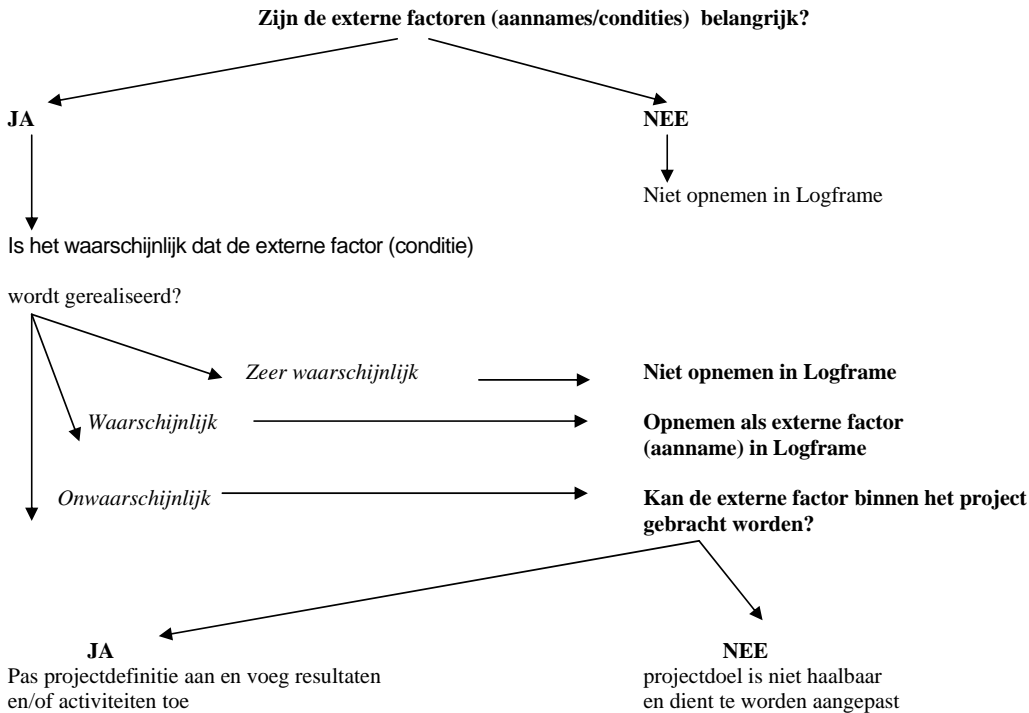 Zijn de externe factoren (aannames/condities) belangrijk?
JA
NEE
Niet opnemen in Logframe
Is het waarschijnlijk dat de externe factor (conditie)
wordt gerealiseerd?
Zeer waarschijnlijk
Niet opnemen in Logframe
Waarschijnlijk
Opnemen als externe factor
(aanname) in Logframe
Onwaarschijnlijk
Kan de externe factor binnen het project
gebracht worden?
JA
Pas projectdefinitie aan en voeg resultaten
en/of activiteiten toe
NEE
projectdoel is niet haalbaar
en dient te worden aangepast